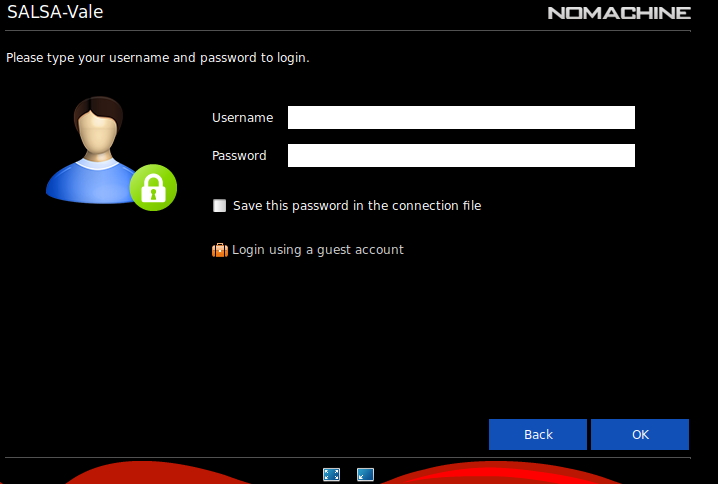 SALSA-Vale
NOMACHINE
Please type your username and password to login.
Username
Password
Save this password in the connection file
Login using a guest account
Back
OK